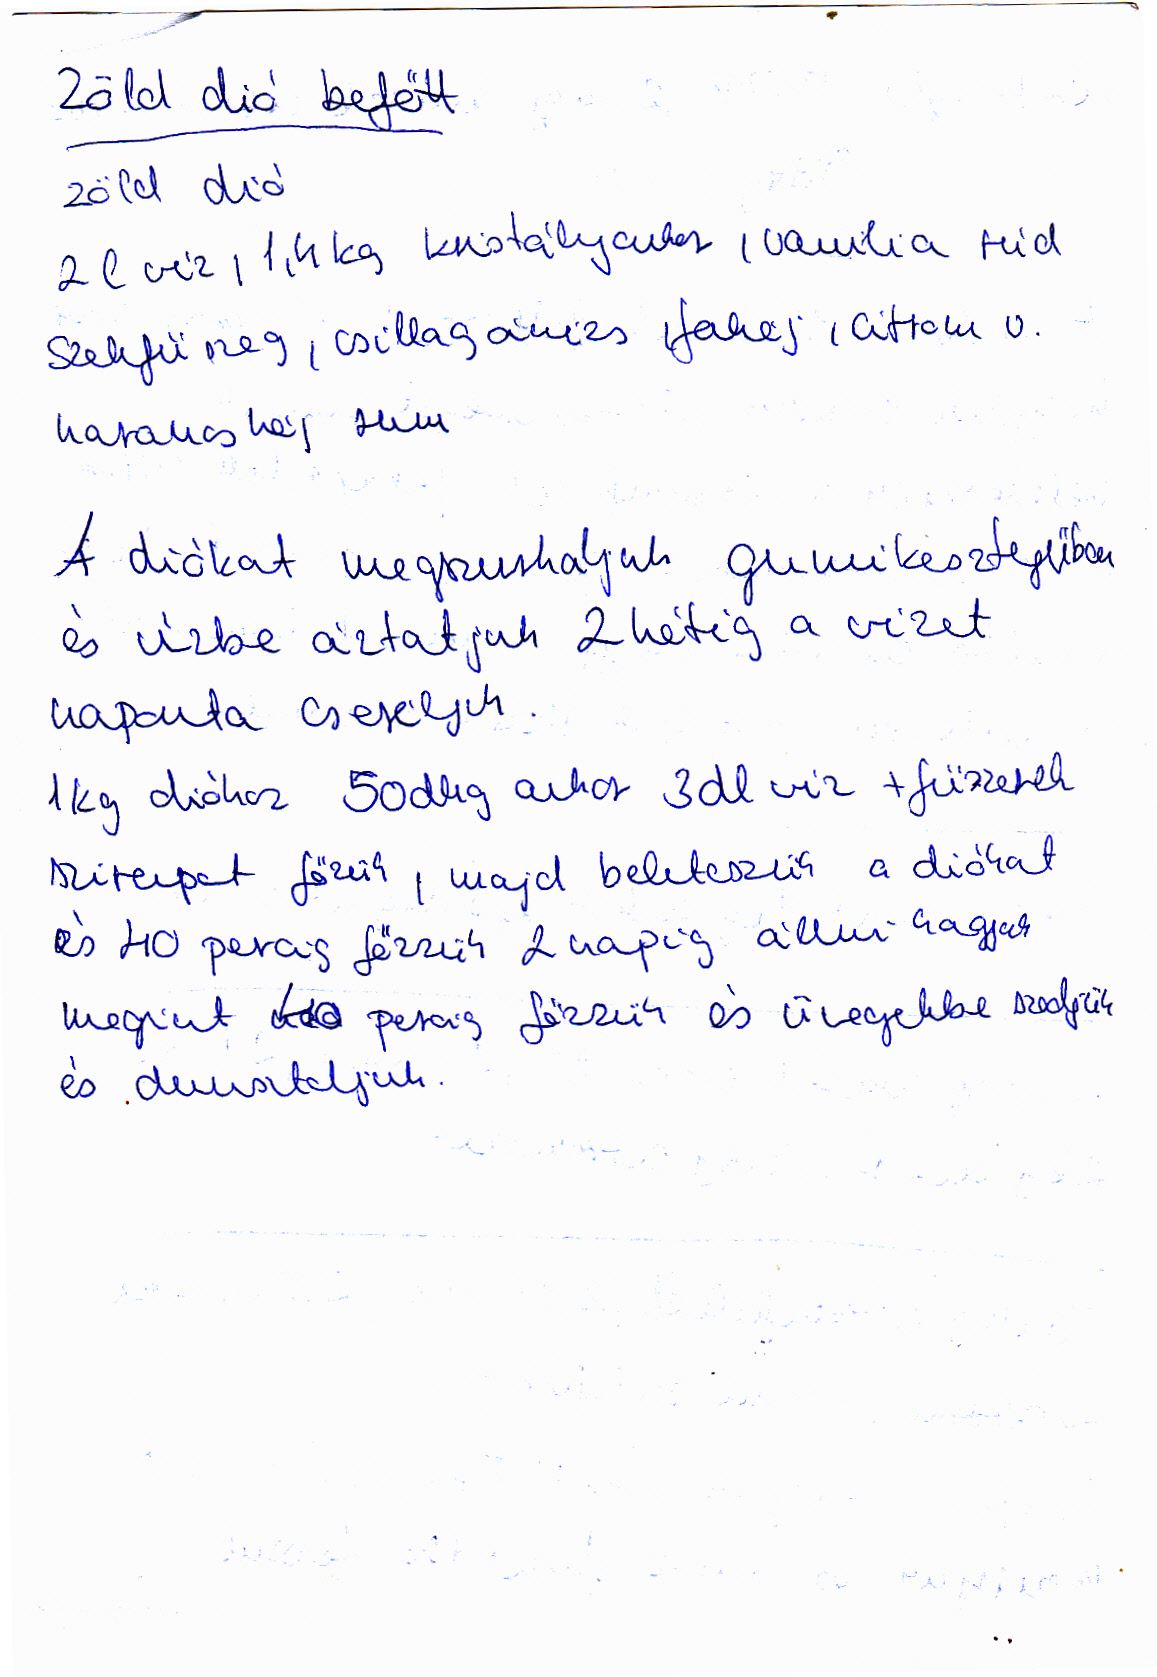 Zöld dió befőtt
zöld dió
2 l víz, 1,4 kg kristálycukor, vanília rúd
szegfűszeg, csillagánizs, fahéj, citrom v.
narancshéj rum
A diókat megszurkáljuk gumikesztyűben
és vízbe áztatjuk 2 hétig a vizet
naponta cseréljük.
1 kg dióhoz 50 dkg cukor 3 dl víz + fűszerek
szirupot főzünk, majd beletesszük a diókat
és 40 percig főzzük 2 napig állni hagyjuk
megint percig főzzük és üvegekbe szedjük
és dunsztoljuk.